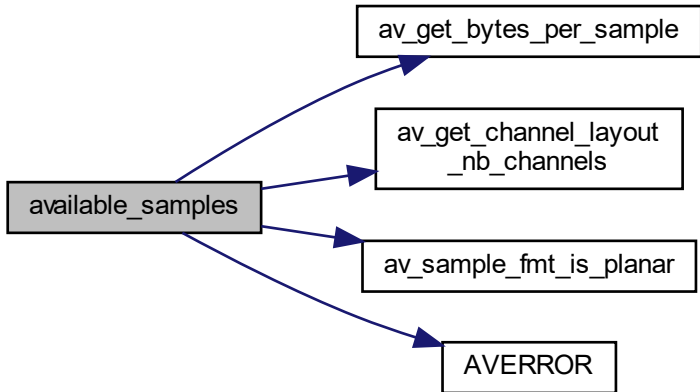 av_get_bytes_per_sample
av_get_channel_layout
_nb_channels
available_samples
av_sample_fmt_is_planar
AVERROR